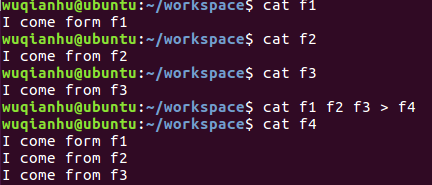 wuqianhu@ubuntu:~/workspace$ cat f1
I come form f1
wuqianhu@ubuntu:~/workspace$ cat f2
I come from f2
wuqianhu@ubuntu:~/workspace$ cat f3
I come from f3
wuqianhu@ubuntu:~/workspace$ cat f1 f2 f3 > f4
wuqianhu@ubuntu:~/workspace$ cat f4
I come form f1
I come from f2
I come from f3